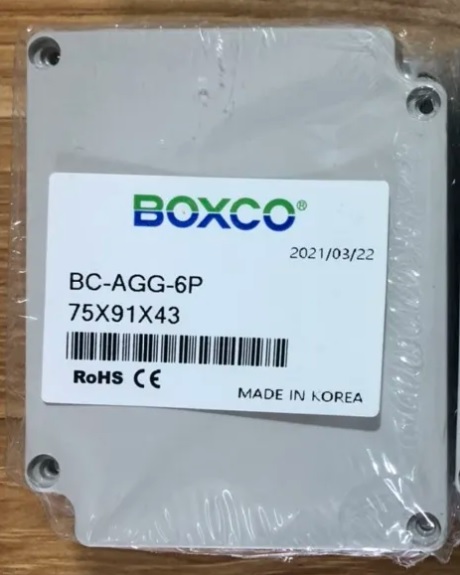 BOXCO®
2021/03/22
BC-AGG-6P
75X91X43
RoHS CE
MADE IN KOREA